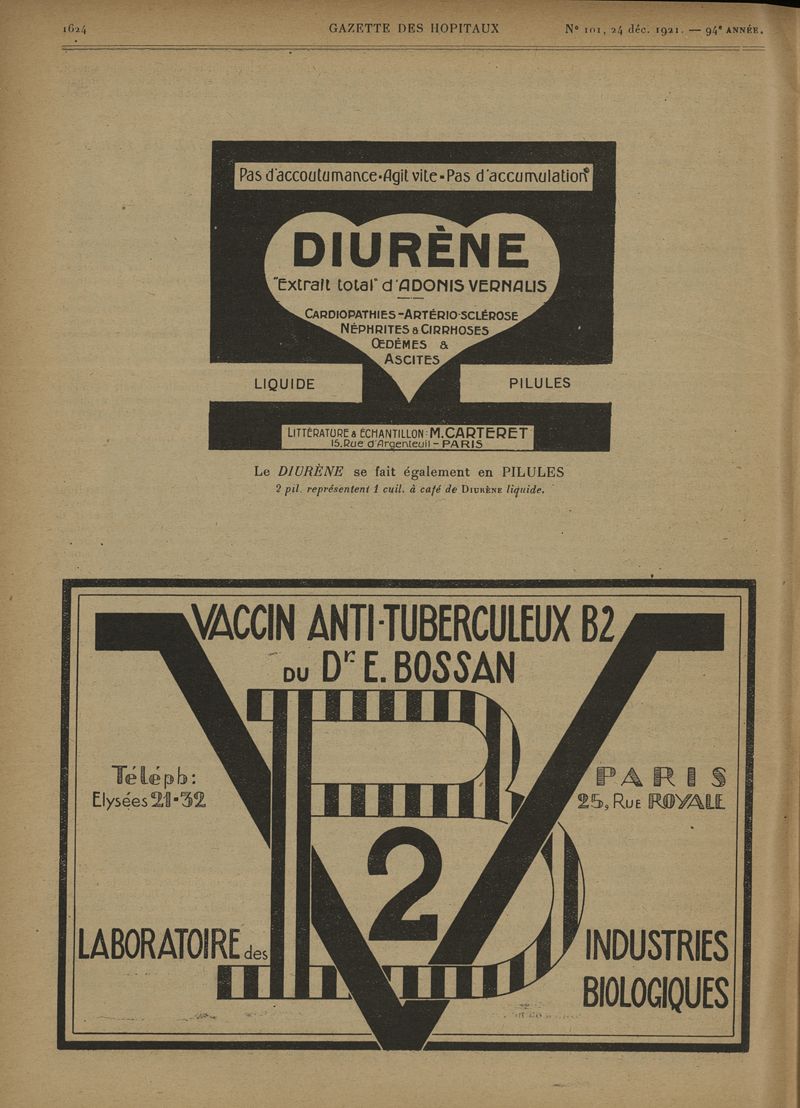 1624 GAZETTE DES HOPITAUX N° 101, 24 déc. 1921. — 94e ANNÉE.
Pas d'accoutumance-Agit vite-Pas d'accumulation
DIURÈNE
"Extrait total" d'ADONIS VERNALIS
CARDIOPATHIES-ARTÉRIO-SCLÉROSE
NÉPHRITES & CIRRHOSES
ŒDÈMES &
ASCITES
LIQUIDE PILULES
LITTÉRATURE & ÉCHANTILLON: M.CARTERET
15.Rue d'Argenteuil - PARIS
Le DIURÈNE se fait également en PILULES
2 pil. représentent 1 cuil. à café de DIURÈNE liquide.
VACCIN ANTI-TUBERCULEUX B2
DU Dr E. BOSSAN
B
V
2
Téléph:
Elysées 21-32
PARIS
25, RUE ROYALE
LABORATOIRE des
INDUSTRIES
BIOLOGIQUES